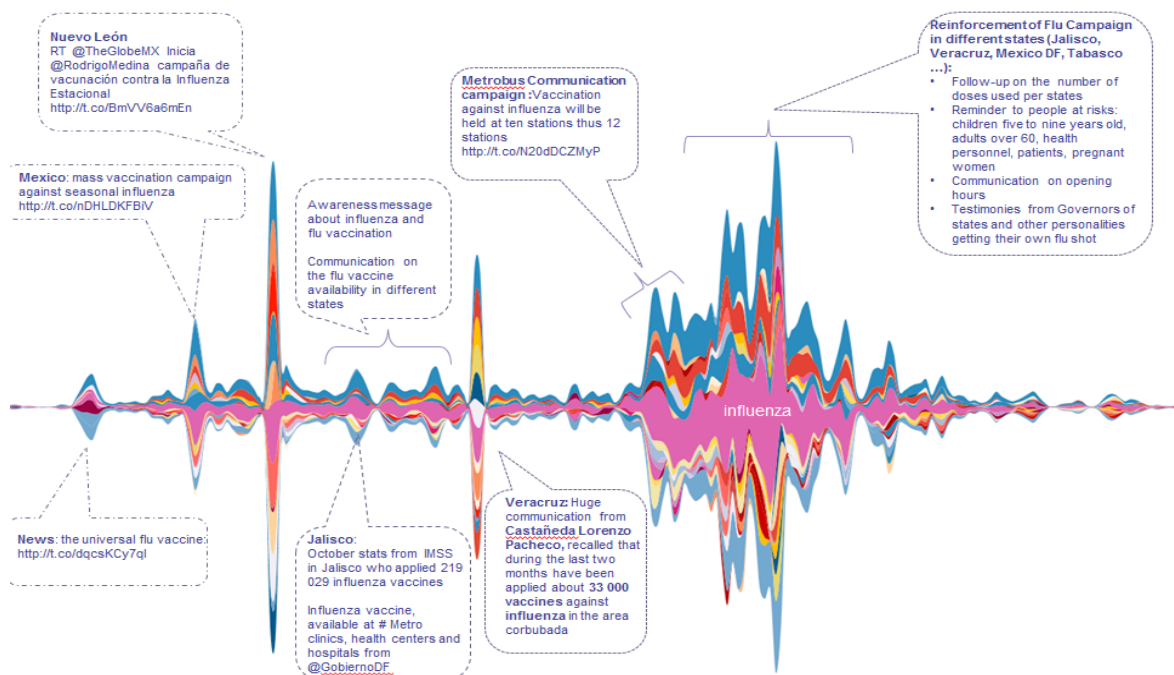 Nuevo León
RT @TheGlobeMX Inicia
@RodrigoMedina campaña de
vacunación contra la Influenza
Estacional
http://t.co/BmVV6a6mEn
Mexico: mass vaccination campaign
against seasonal influenza
http://t.co/nDHLDKFBiV
Awareness message
about influenza and
flu vaccination
Communication on
the flu vaccine
availability in different
states
Metrobus Communication
campaign :Vaccination
against influenza will be
held at ten stations thus 12
stations
http://t.co/N20dDCZMyP
Reinforcement of Flu Campaign
in different states (Jalisco,
Veracruz, Mexico DF, Tabasco
…):
• Follow-up on the number of
doses used per states
• Reminder to people at risks:
children five to nine years old,
adults over 60, health
personnel, patients, pregnant
women
• Communication on opening
hours
• Testimonies from Governors of
states and other personalities
getting their own flu shot
influenza
News: the universal flu vaccine:
http://t.co/dqcsKCy7ql
Jalisco:
October stats from IMSS
in Jalisco who applied 219
029 influenza vaccines
Influenza vaccine,
available at # Metro
clinics, health centers and
hospitals from
@GobiernoDF
Veracruz: Huge
communication from
Castañeda Lorenzo
Pacheco, recalled that
during the last two
months have been
applied about 33 000
vaccines against
influenza in the area
corbubada